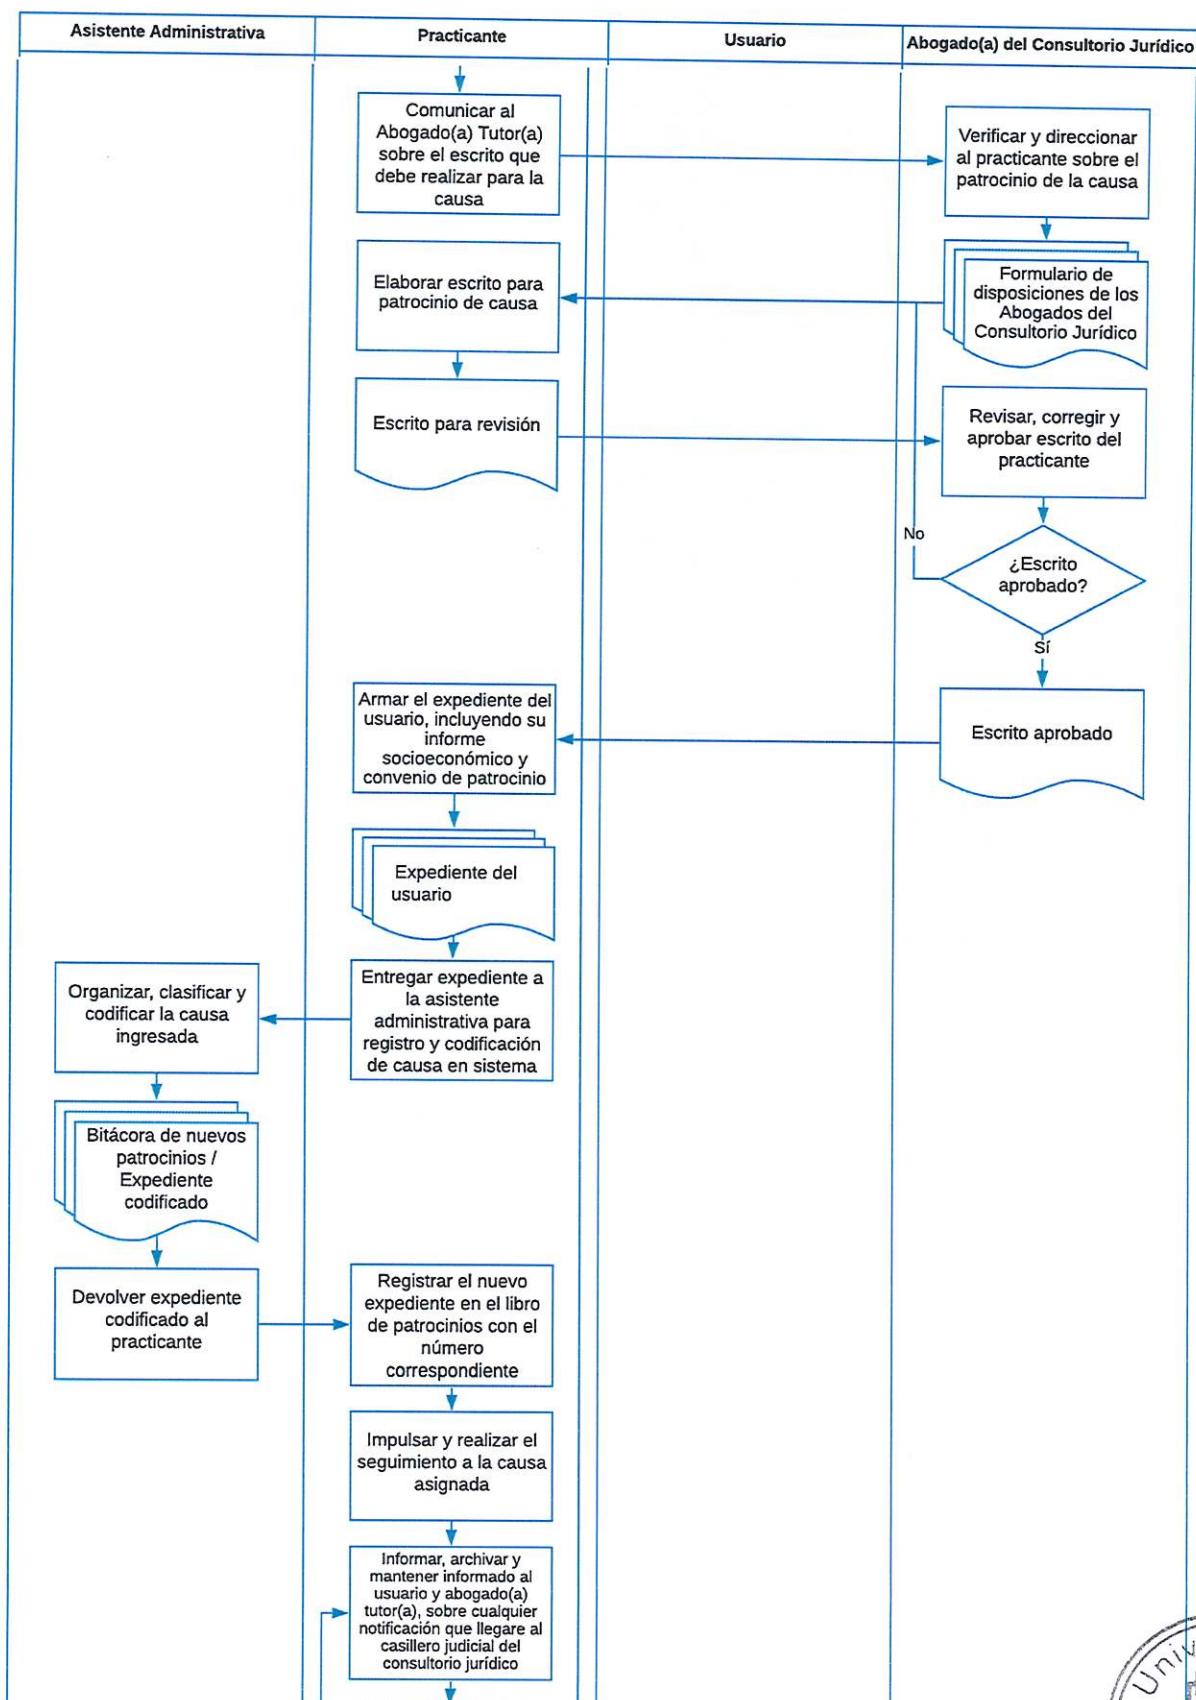 Asistente Administrativa
Practicante
Usuario
Abogado(a) del Consultorio Jurídico
Comunicar al
Abogado(a) Tutor(a)
sobre el escrito que
debe realizar para la
causa
Verificar y direccionar
al practicante sobre el
patrocinio de la causa
Formulario de
disposiciones de los
Abogados del
Consultorio Jurídico
Elaborar escrito para
patrocinio de causa
Escrito para revisión
Revisar, corregir y
aprobar escrito del
practicante
No
¿Escrito
aprobado?
Sí
Escrito aprobado
Armar el expediente del
usuario, incluyendo su
informe
socioeconómico y
convenio de patrocinio
Expediente del
usuario
Entregar expediente a
la asistente
administrativa para
registro y codificación
de causa en sistema
Organizar, clasificar y
codificar la causa
ingresada
Bitácora de nuevos
patrocinios /
Expediente
codificado
Devolver expediente
codificado al
practicante
Registrar el nuevo
expediente en el libro
de patrocinios con el
número
correspondiente
Impulsar y realizar el
seguimiento a la causa
asignada
Informar, archivar y
mantener informado al
usuario y abogado(a)
tutor(a), sobre cualquier
notificación que llegare al
casillero judicial del
consultorio jurídico